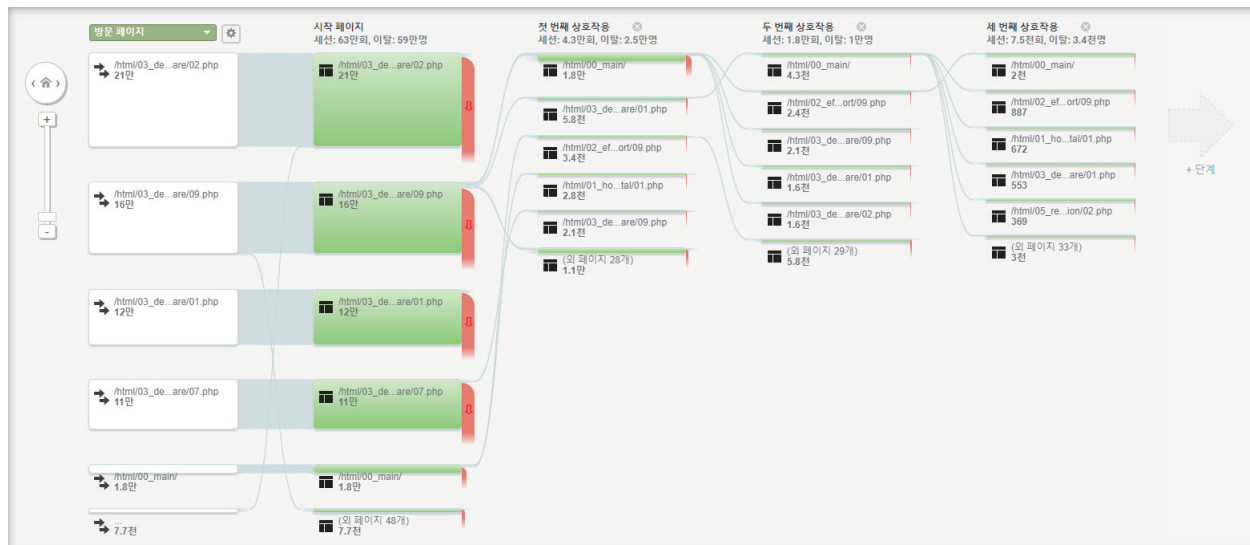 방문 페이지
시작 페이지
세션: 63만회, 이탈: 59만명
첫 번째 상호작용
세션: 4.3만회, 이탈: 2.5만명
두 번째 상호작용
세션: 1.8만회, 이탈: 1만명
세 번째 상호작용
세션: 7.5천회, 이탈: 3.4천명
/html/03_de...are/02.php
21만
/html/03_de...are/09.php
16만
/html/03_de...are/01.php
12만
/html/03_de...are/07.php
11만
/html/00_main/
1.8만
...
7.7천
/html/03_de...are/02.php
21만
/html/03_de...are/09.php
16만
/html/03_de...are/01.php
12만
/html/03_de...are/07.php
11만
/html/00_main/
1.8만
(외 페이지 48개)
7.7천
/html/00_main/
1.8만
/html/03_de...are/01.php
5.8천
/html/02_ef...ort/09.php
3.4천
/html/01_ho...tal/01.php
2.8천
/html/03_de...are/09.php
2.1천
(외 페이지 28개)
1.1만
/html/00_main/
4.3천
/html/02_ef...ort/09.php
2.4천
/html/03_de...are/09.php
2.1천
/html/03_de...are/01.php
1.6천
/html/03_de...are/02.php
1.6천
(외 페이지 29개)
5.8천
/html/00_main/
2천
/html/02_ef...ort/09.php
887
/html/01_ho...tal/01.php
672
/html/03_de...are/01.php
553
/html/05_re...ion/02.php
369
(외 페이지 33개)
3천
+ 단계